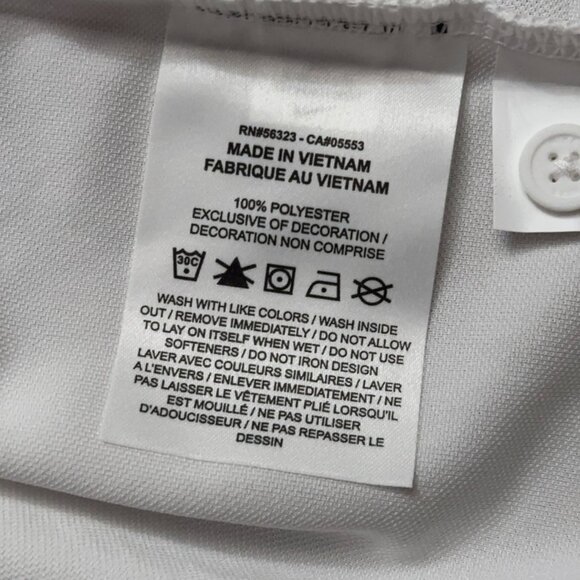 RN#56323 - CA#05553
MADE IN VIETNAM
FABRIQUE AU VIETNAM
100% POLYESTER
EXCLUSIVE OF DECORATION /
DECORATION NON COMPRISE
30C
WASH WITH LIKE COLORS / WASH INSIDE
OUT / REMOVE IMMEDIATELY / DO NOT ALLOW
TO LAY ON ITSELF WHEN WET / DO NOT USE
SOFTENERS / DO NOT IRON DESIGN
LAVER AVEC COULEURS SIMILAIRES / LAVER
A L'ENVERS / ENLEVER IMMEDIATEMENT / NE
PAS LAISSER LE VÊTEMENT PLIÉ LORSQU'IL
EST MOUILLÉ / NE PAS UTILISER
D'ADOUCISEUR / NE PAS REPASSER LE
DESSIN